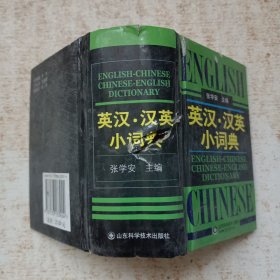 ENGLISH-CHINESE
CHINESE-ENGLISH
DICTIONARY
英汉·汉英
小词典
张学安 主编
山东科学技术出版社
ENGLISH
张学安 主编
英汉·汉英
小词典
ENGLISH-CHINESE
CHINESE-ENGLISH
DICTIONARY
CHINESE